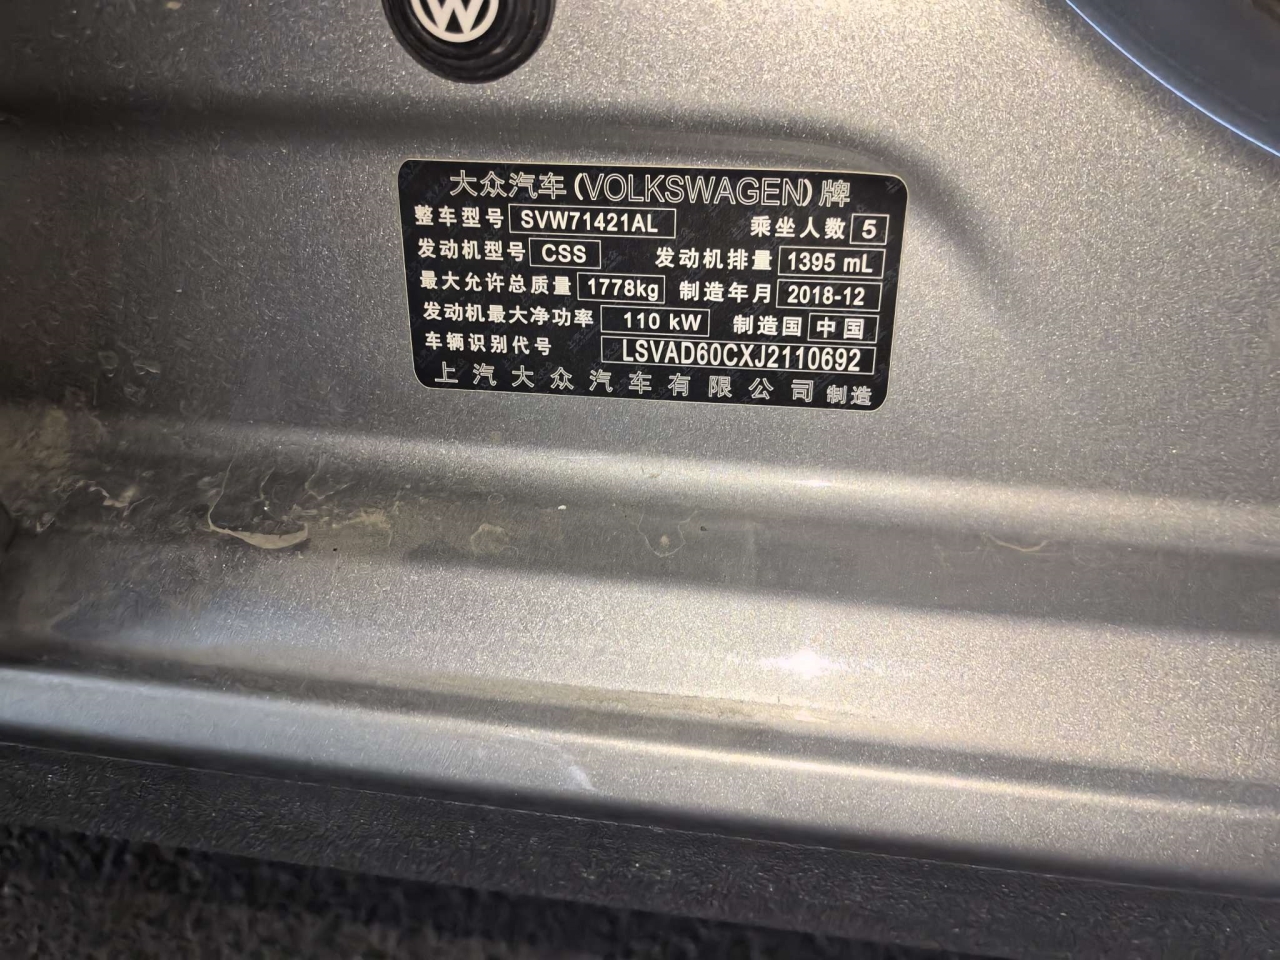 大众汽车(VOLKSWAGEN)牌
整车型号 SVW71421AL 乘坐人数 5
发动机型号 CSS 发动机排量 1395 mL
最大允许总质量 1778kg 制造年月 2018-12
发动机最大净功率 110 kW 制造国 中国
车辆识别代号 LSVAD60CXJ2110692
上汽大众汽车有限公司 制造